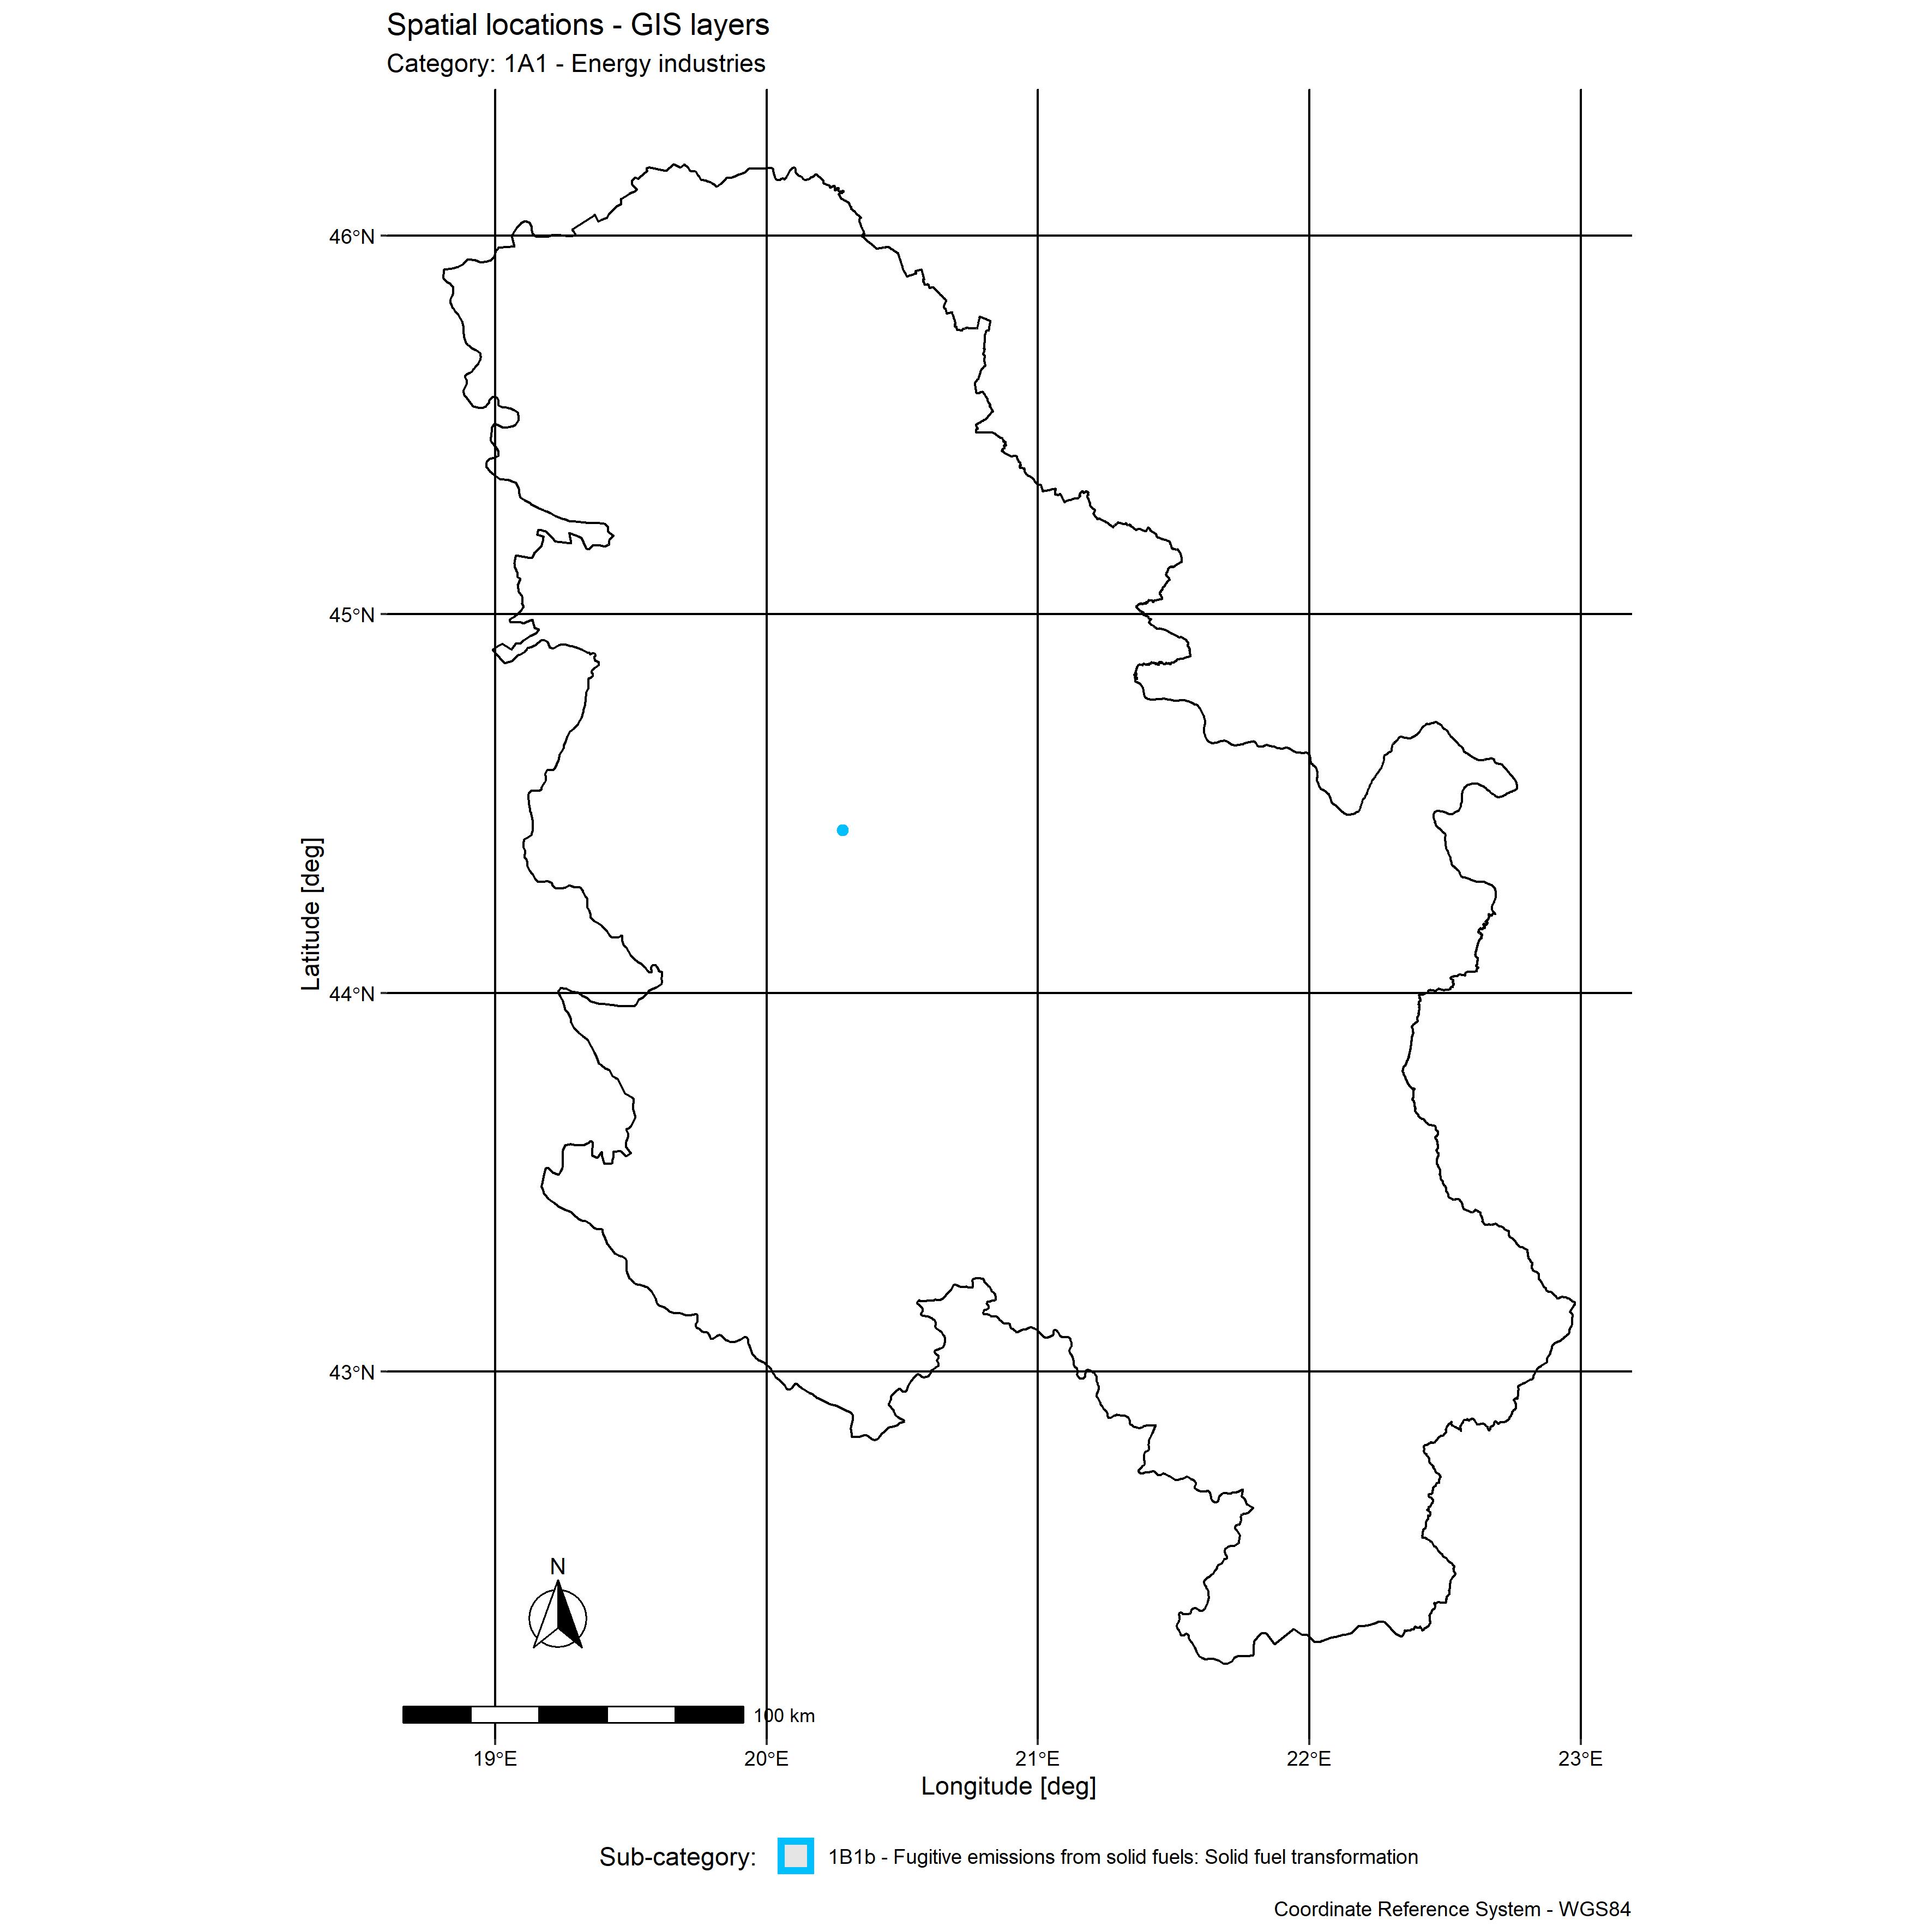 Spatial locations - GIS layers
Category: 1A1 - Energy industries
46°N
45°N
44°N
43°N
Latitude [deg]
N
100 km
19°E 20°E 21°E 22°E 23°E
Longitude [deg]
Sub-category: 1B1b - Fugitive emissions from solid fuels: Solid fuel transformation
Coordinate Reference System - WGS84